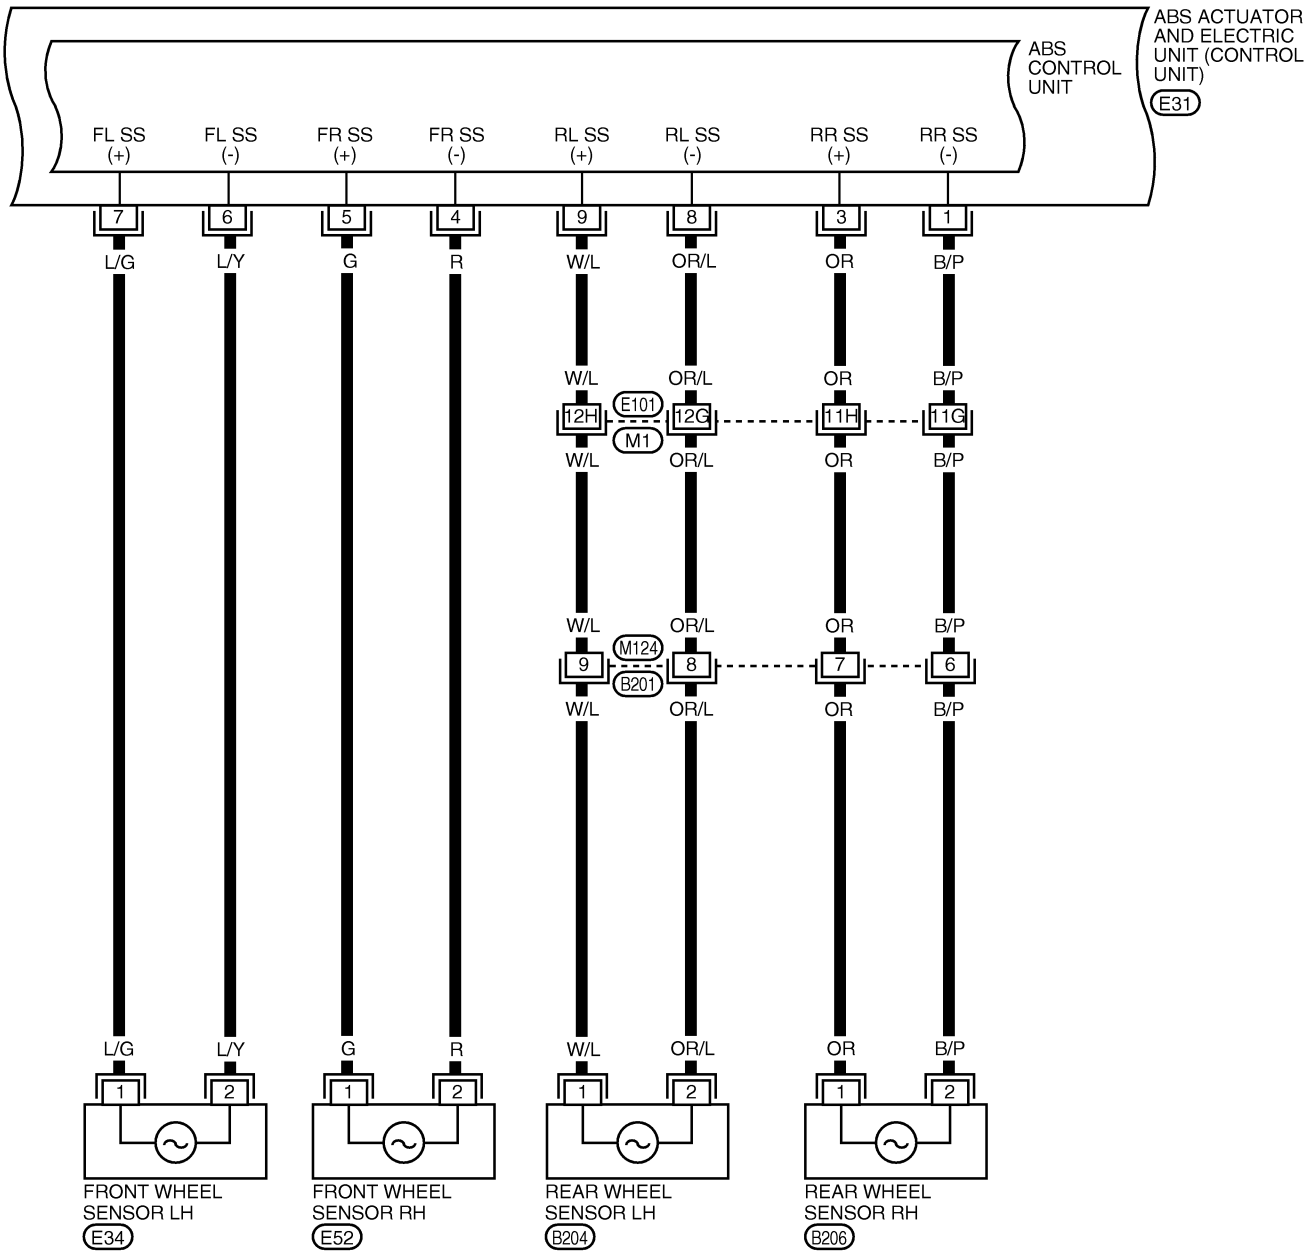 ABS ACTUATOR
AND ELECTRIC
UNIT (CONTROL
UNIT)
E31
ABS
CONTROL
UNIT
FL SS FL SS FR SS FR SS RL SS RL SS RR SS RR SS
(+) (-) (+) (-) (+) (-) (+) (-)
7 6 5 4 9 8 3 1
L/G L/Y G R W/L OR/L OR B/P
W/L OR/L OR B/P
E101
12H 12G 11H 11G
M1
W/L OR/L OR B/P
W/L OR/L OR B/P
M124
9 8 7 6
B201
W/L OR/L OR B/P
L/G L/Y G R W/L OR/L OR B/P
1 2 1 2 1 2 1 2
FRONT WHEEL
SENSOR LH
E34
FRONT WHEEL
SENSOR RH
E52
REAR WHEEL
SENSOR LH
B204
REAR WHEEL
SENSOR RH
B206